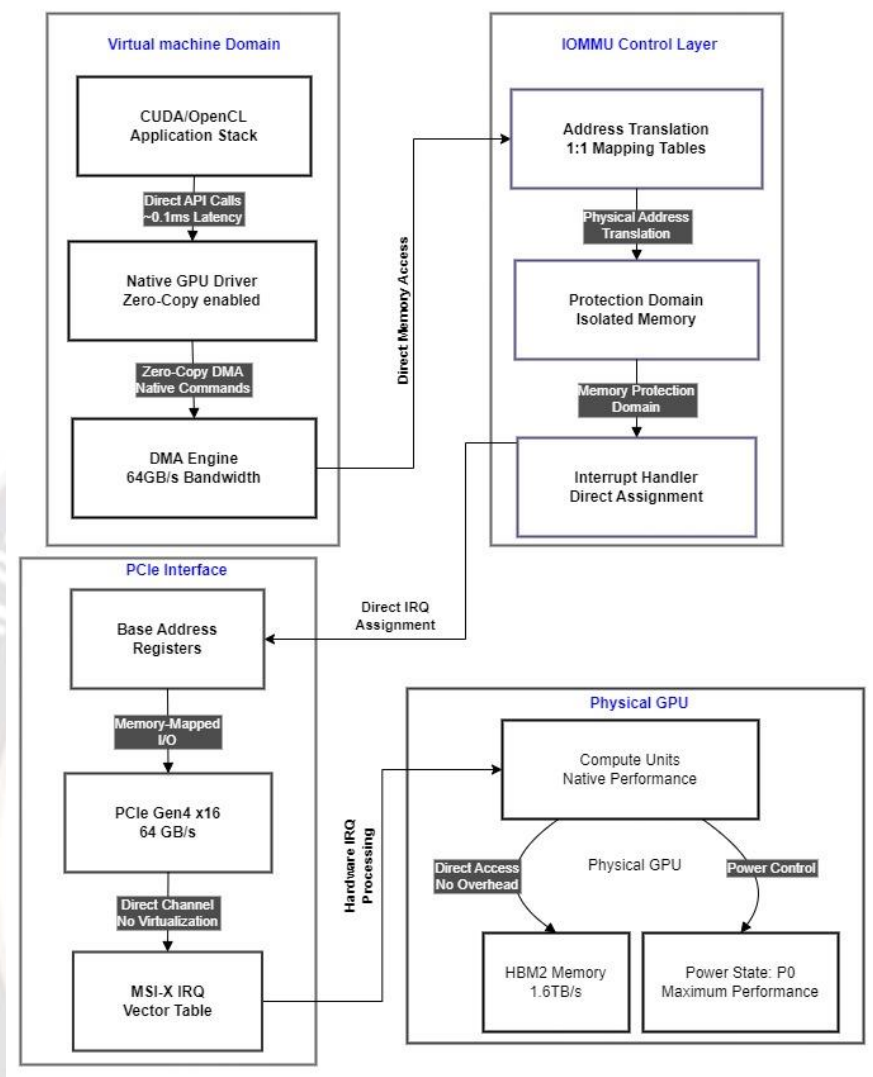 Virtual machine Domain
CUDA/OpenCL
Application Stack
Direct API Calls
~0.1ms Latency
Native GPU Driver
Zero-Copy enabled
Zero-Copy DMA
Native Commands
DMA Engine
64GB/s Bandwidth
Direct Memory Access
IOMMU Control Layer
Address Translation
1:1 Mapping Tables
Physical Address
Translation
Protection Domain
Isolated Memory
Memory Protection
Domain
Interrupt Handler
Direct Assignment
Direct IRQ
Assignment
PCIe Interface
Base Address
Registers
Memory-Mapped
I/O
PCIe Gen4 x16
64 GB/s
Direct Channel
No Virtualization
MSI-X IRQ
Vector Table
Hardware IRQ
Processing
Physical GPU
Compute Units
Native Performance
Direct Access
No Overhead
Physical GPU
Power Control
HBM2 Memory
1.6TB/s
Power State: P0
Maximum Performance